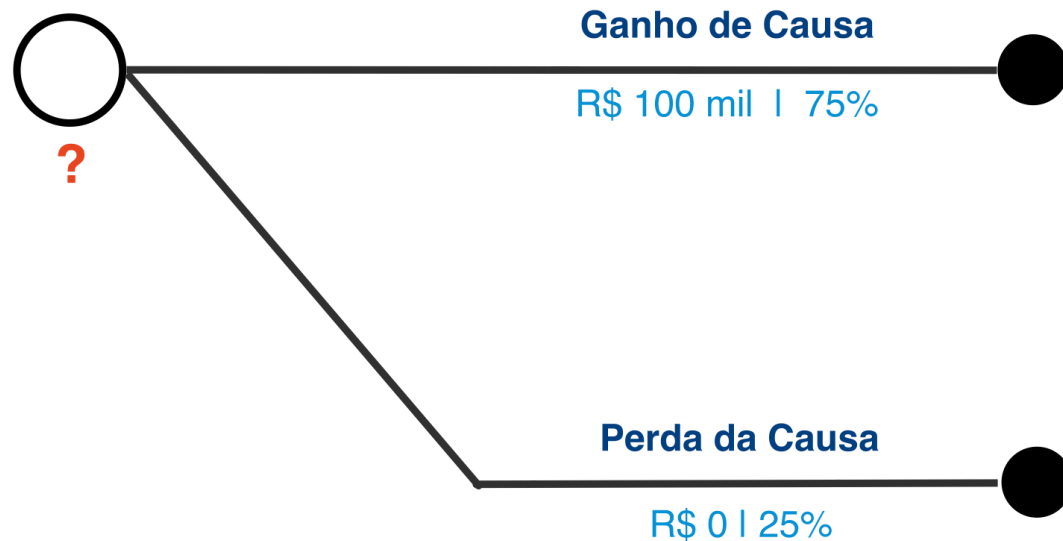 Ganho de Causa
R$ 100 mil | 75%
?
Perda da Causa
R$ 0 | 25%